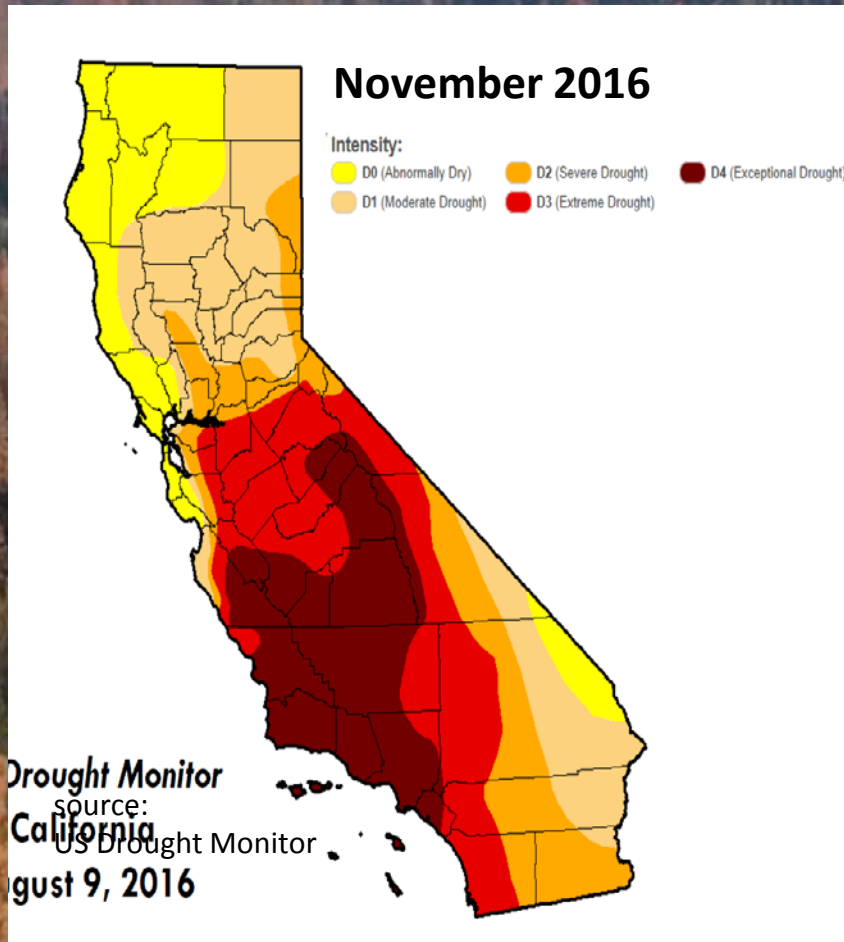 November 2016
Intensity:
D0 (Abnormally Dry)
D2 (Severe Drought)
D4 (Exceptional Drought)
D1 (Moderate Drought)
D3 (Extreme Drought)
Drought Monitor
source:
California
US Drought Monitor
gust 9, 2016